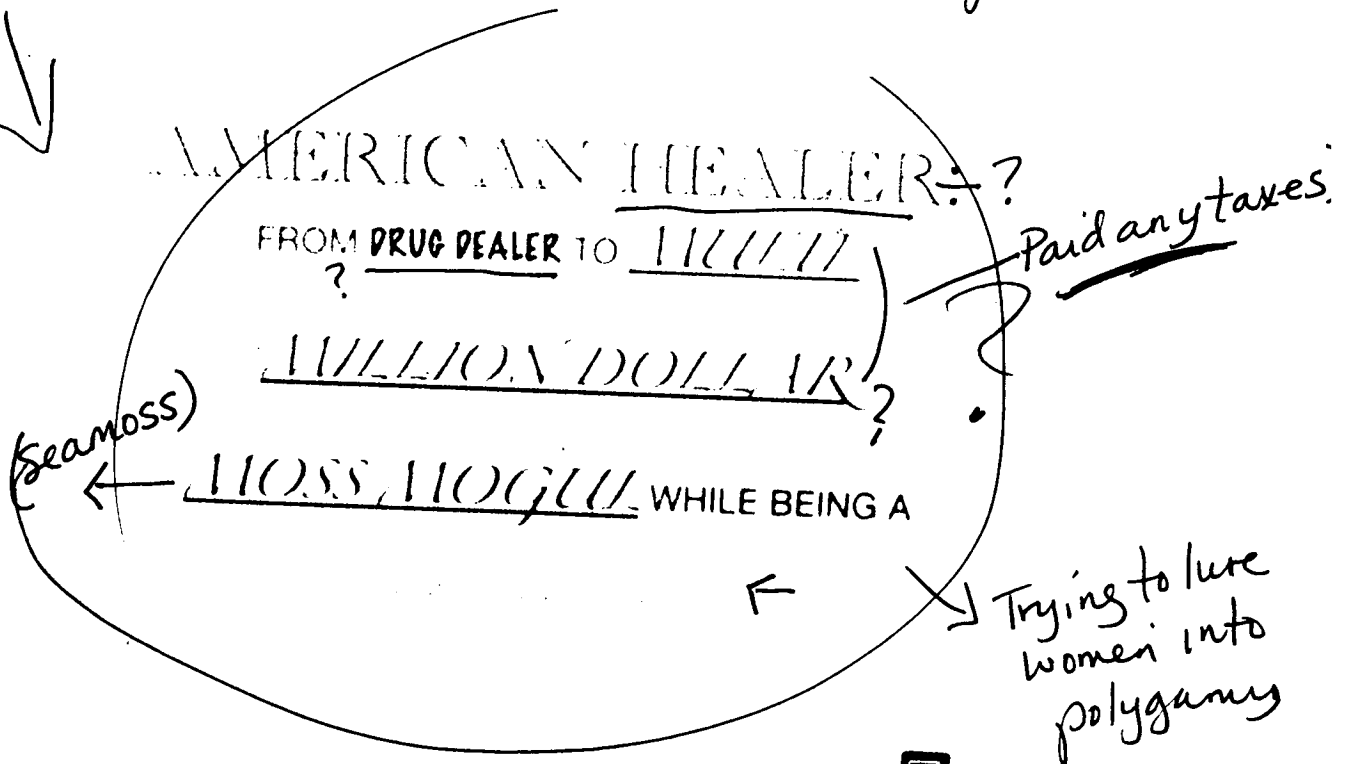 AMERICAN HEALER: ?
FROM DRUG DEALER TO MULTI
?
Paid any taxes.
?
MILLION DOLLAR
?
(Seamoss)
MOSS MOGUL WHILE BEING A
Trying to lure
women into
polygamy